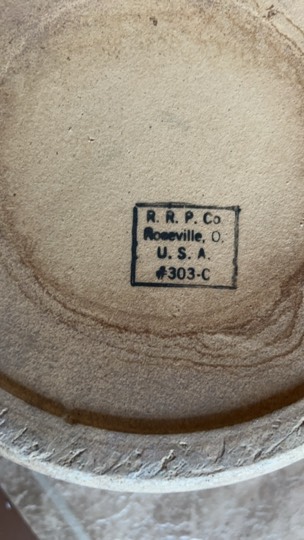 R. R. P. Co
Roseville, O.
U. S. A.
#303-C